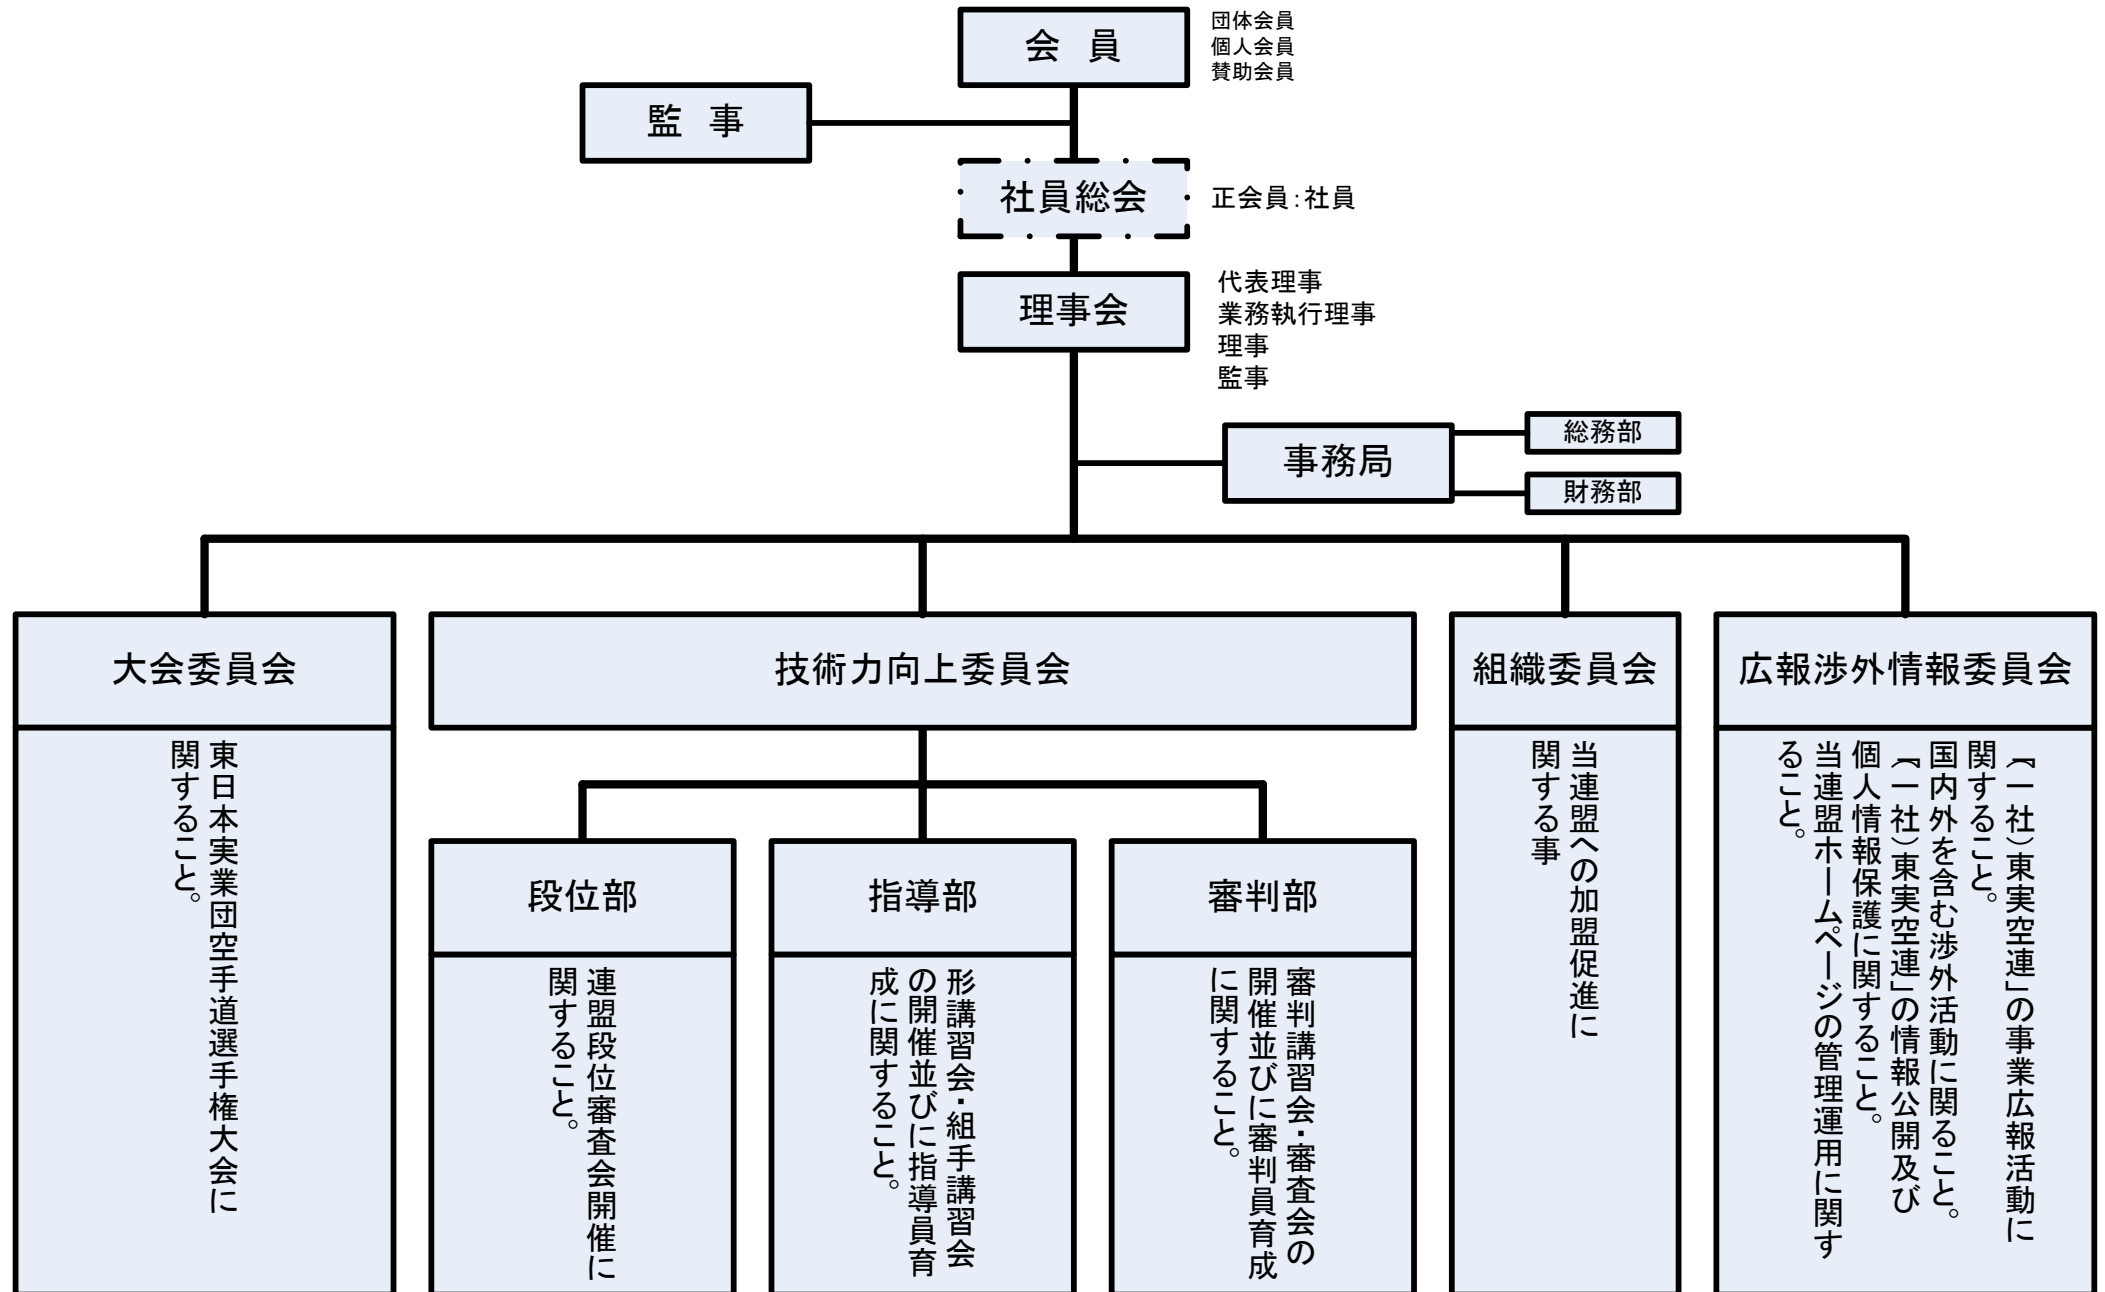 会　員
団体会員
個人会員
賛助会員
監　事
社員総会
正会員：社員
理事会
代表理事
業務執行理事
理事
監事
事務局
総務部
財務部
大会委員会
東日本実業団空手道選手権大会に
関すること。
技術力向上委員会
段位部
連盟段位審査会開催に
関すること。
指導部
形講習会・組手講習会
の開催並びに指導員育
成に関すること。
審判部
審判講習会・審査会の
開催並びに審判員育成
に関すること。
組織委員会
当連盟への加盟促進に
関する事
広報渉外情報委員会
「(一社)東実空連」の事業広報活動に
関すること。
国内外を含む渉外活動に関ること。
「(一社)東実空連」の情報公開及び
個人情報保護に関すること。
当連盟ホームページの管理運用に関す
ること。